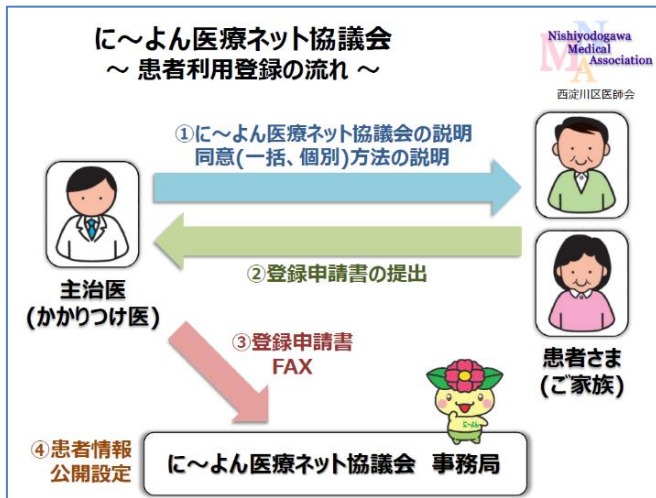 に~よん医療ネット協議会
~ 患者利用登録の流れ ~
Nishiyodogawa
Medical
Association
MNA
西淀川区医師会
①に~よん医療ネット協議会の説明
同意(一括、個別)方法の説明
②登録申請書の提出
主治医
(かかりつけ医)
③登録申請書
FAX
患者さま
(ご家族)
に~よん
④患者情報
公開設定
に~よん医療ネット協議会 事務局